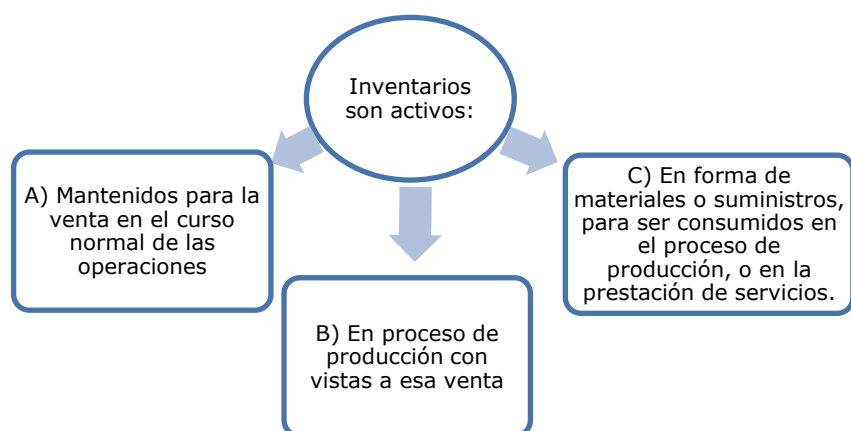 Inventarios
son activos:
A) Mantenidos para la
venta en el curso
normal de las
operaciones
B) En proceso de
producción con
vistas a esa venta
C) En forma de
materiales o suministros,
para ser consumidos en
el proceso de
producción, o en la
prestación de servicios.